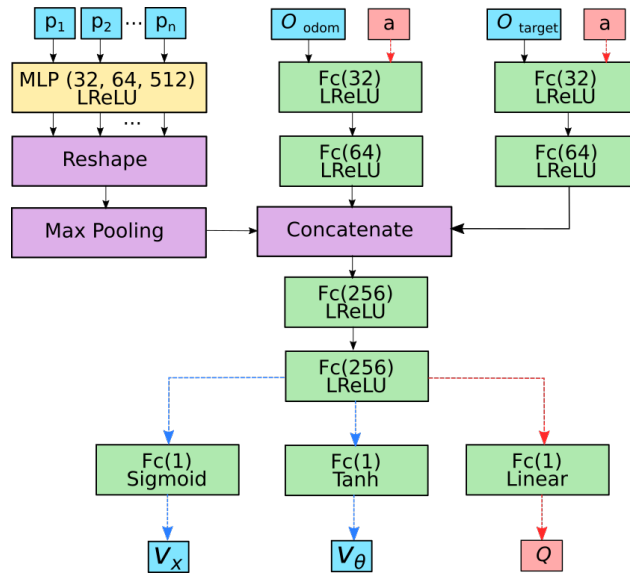 p1 p2 ... pn
O odom a
O target a
MLP (32, 64, 512)
LReLU
...
Fc(32)
LReLU
Fc(32)
LReLU
Reshape
Fc(64)
LReLU
Fc(64)
LReLU
Max Pooling
Concatenate
Fc(256)
LReLU
Fc(256)
LReLU
Fc(1)
Sigmoid
Fc(1)
Tanh
Fc(1)
Linear
Vx
Vθ
Q